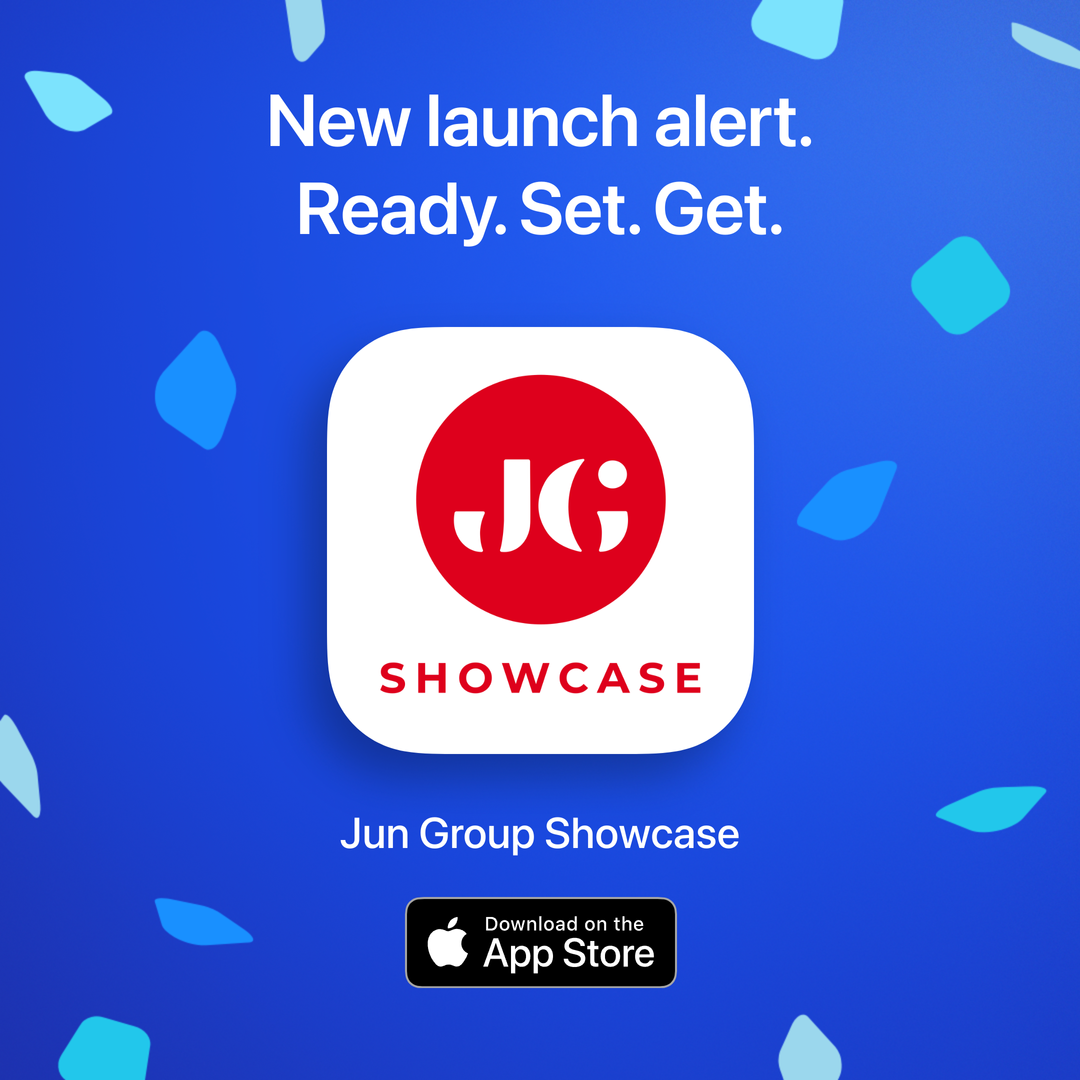 New launch alert.
Ready. Set. Get.
JG
SHOWCASE
Jun Group Showcase
Download on the
App Store